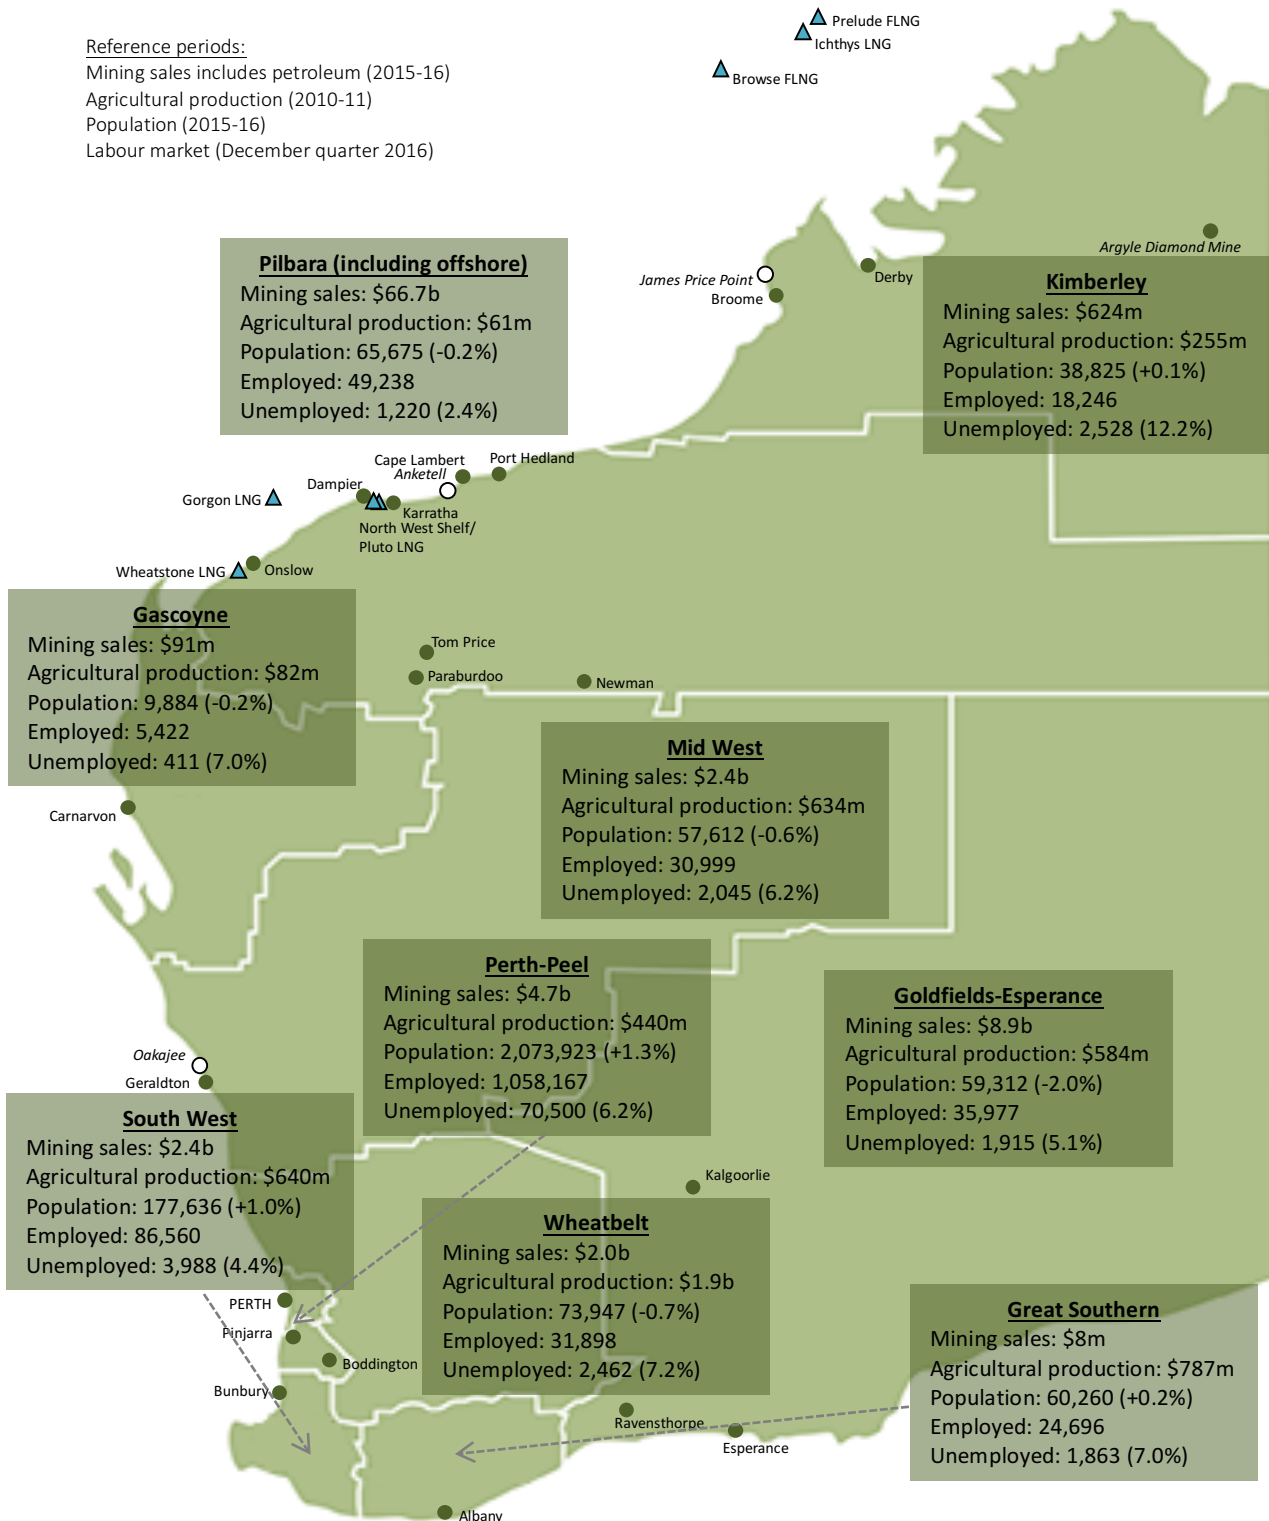 Prelude FLNG
Ichthys LNG
Browse FLNG
Reference periods:
Mining sales includes petroleum (2015-16)
Agricultural production (2010-11)
Population (2015-16)
Labour market (December quarter 2016)
Argyle Diamond Mine
James Price Point
Broome
Derby
Pilbara (including offshore)
Mining sales: $66.7b
Agricultural production: $61m
Population: 65,675 (-0.2%)
Employed: 49,238
Unemployed: 1,220 (2.4%)
Kimberley
Mining sales: $624m
Agricultural production: $255m
Population: 38,825 (+0.1%)
Employed: 18,246
Unemployed: 2,528 (12.2%)
Cape Lambert
Port Hedland
Anketell
Dampier
Gorgon LNG
Karratha
North West Shelf/
Pluto LNG
Wheatstone LNG
Onslow
Gascoyne
Mining sales: $91m
Agricultural production: $82m
Population: 9,884 (-0.2%)
Employed: 5,422
Unemployed: 411 (7.0%)
Tom Price
Paraburdoo
Newman
Mid West
Mining sales: $2.4b
Agricultural production: $634m
Population: 57,612 (-0.6%)
Employed: 30,999
Unemployed: 2,045 (6.2%)
Carnarvon
Perth-Peel
Mining sales: $4.7b
Agricultural production: $440m
Population: 2,073,923 (+1.3%)
Employed: 1,058,167
Unemployed: 70,500 (6.2%)
Goldfields-Esperance
Mining sales: $8.9b
Agricultural production: $584m
Population: 59,312 (-2.0%)
Employed: 35,977
Unemployed: 1,915 (5.1%)
Oakajee
Geraldton
South West
Mining sales: $2.4b
Agricultural production: $640m
Population: 177,636 (+1.0%)
Employed: 86,560
Unemployed: 3,988 (4.4%)
Kalgoorlie
Wheatbelt
Mining sales: $2.0b
Agricultural production: $1.9b
Population: 73,947 (-0.7%)
Employed: 31,898
Unemployed: 2,462 (7.2%)
PERTH
Pinjarra
Boddington
Bunbury
Great Southern
Mining sales: $8m
Agricultural production: $787m
Population: 60,260 (+0.2%)
Employed: 24,696
Unemployed: 1,863 (7.0%)
Ravensthorpe
Esperance
Albany